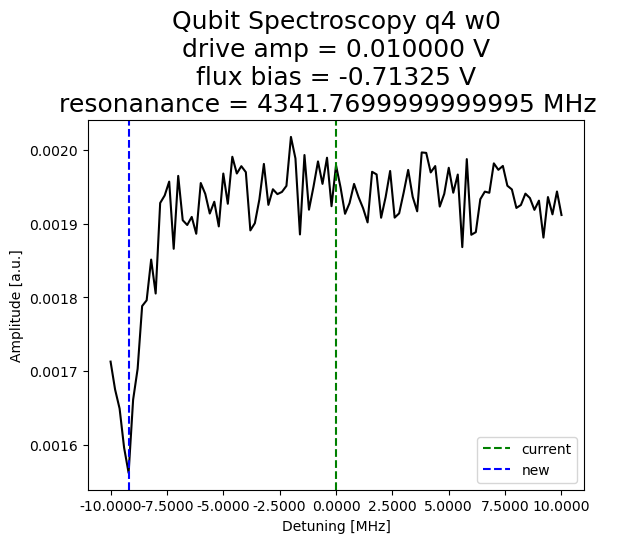 Qubit Spectroscopy q4 w0
drive amp = 0.010000 V
flux bias = -0.71325 V
resonanance = 4341.7699999999995 MHz
0.0020
0.0019
0.0018
0.0017
0.0016
Amplitude [a.u.]
current
new
-10.0000 -7.5000 -5.0000 -2.5000 0.0000 2.5000 5.0000 7.5000 10.0000
Detuning [MHz]